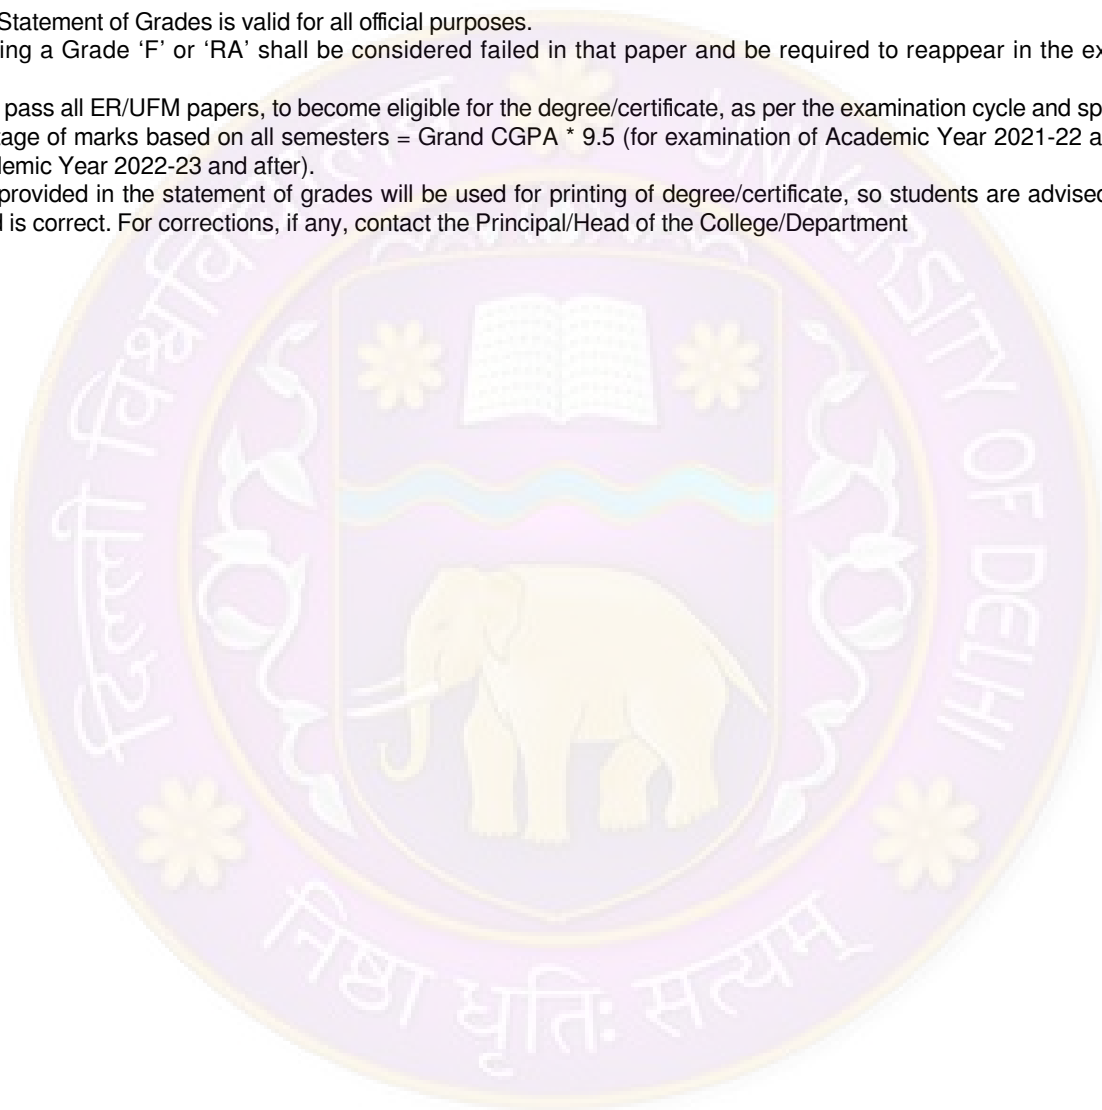 Statement of Grades is valid for all official purposes.
ing a Grade ‘F’ or ‘RA’ shall be considered failed in that paper and be required to reappear in the ex
pass all ER/UFM papers, to become eligible for the degree/certificate, as per the examination cycle and sp
tage of marks based on all semesters = Grand CGPA * 9.5 (for examination of Academic Year 2021-22 a
demic Year 2022-23 and after).
provided in the statement of grades will be used for printing of degree/certificate, so students are advised
d is correct. For corrections, if any, contact the Principal/Head of the College/Department
UNIVERSITY OF DELHI
निष्ठा धृतिः सत्यम्